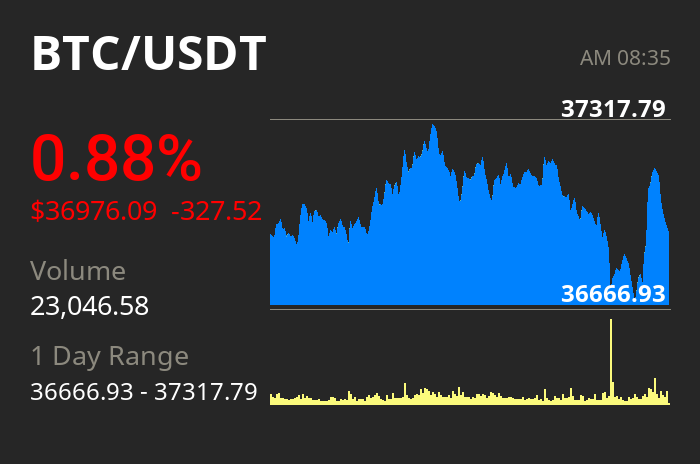 BTC/USDT
AM 08:35
37317.79
0.88%
$36976.09 -327.52
Volume
23,046.58
36666.93
1 Day Range
36666.93 - 37317.79